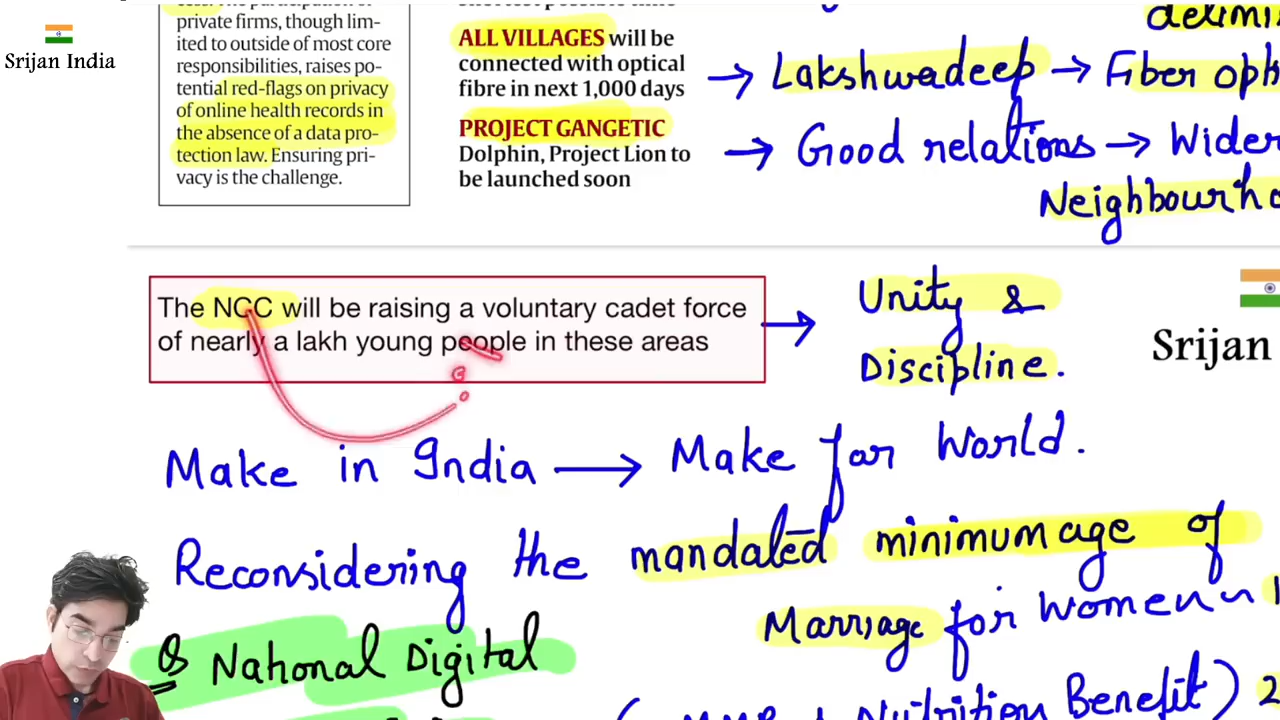 Srijan India
private firms, though lim-
ited to outside of most core
responsibilities, raises po-
tential red-flags on privacy
of online health records in
the absence of a data pro-
tection law. Ensuring pri-
vacy is the challenge.
ALL VILLAGES will be
connected with optical
fibre in next 1,000 days
PROJECT GANGETIC
Dolphin, Project Lion to
be launched soon
→ Lakshwadeep → Fiber opt
→ Good relations → Wider
Neighbourho
The NCC will be raising a voluntary cadet force
of nearly a lakh young people in these areas
→ Unity &
Discipline.
Srijan
Make in India → Make for World.
Reconsidering the mandated minimum age of
Marriage for women
National Digital
Nutrition Benefit)